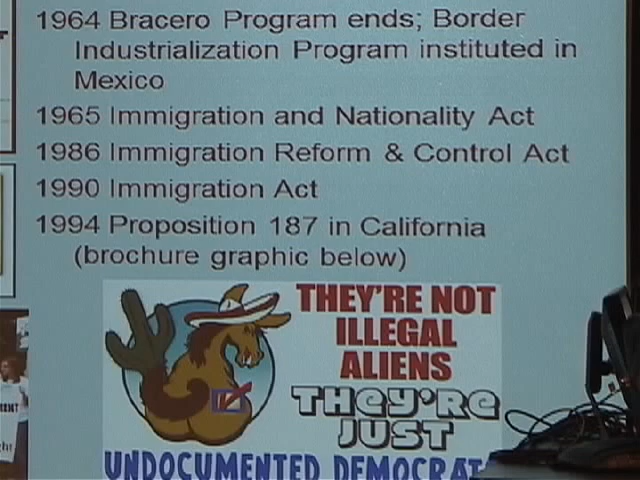 1964 Bracero Program ends; Border
Industrialization Program instituted in
Mexico
1965 Immigration and Nationality Act
1986 Immigration Reform & Control Act
1990 Immigration Act
1994 Proposition 187 in California
(brochure graphic below)
THEY'RE NOT
ILLEGAL
ALIENS
THEY'RE
JUST
UNDOCUMENTED DEMOCRAT